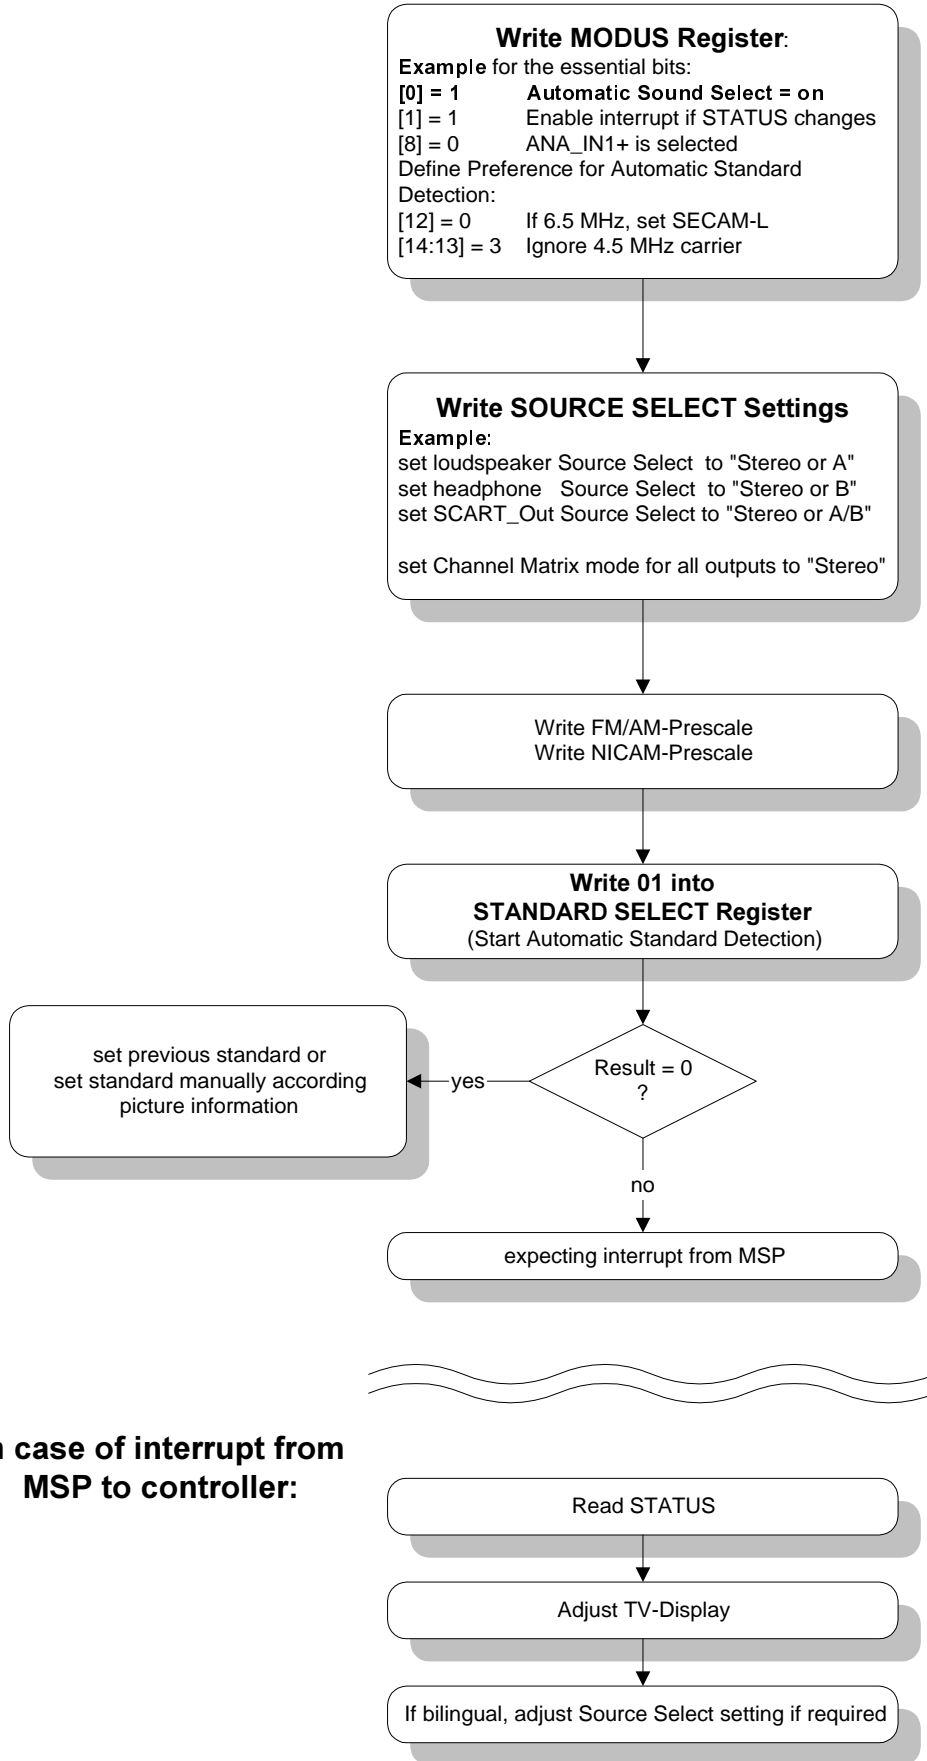 Write MODUS Register:
Example for the essential bits:
[0] = 1 Automatic Sound Select = on
[1] = 1 Enable interrupt if STATUS changes
[8] = 0 ANA_IN1+ is selected
Define Preference for Automatic Standard
Detection:
[12] = 0 If 6.5 MHz, set SECAM-L
[14:13] = 3 Ignore 4.5 MHz carrier
Write SOURCE SELECT Settings
Example:
set loudspeaker Source Select to "Stereo or A"
set headphone Source Select to "Stereo or B"
set SCART_Out Source Select to "Stereo or A/B"
set Channel Matrix mode for all outputs to "Stereo"
Write FM/AM-Prescale
Write NICAM-Prescale
Write 01 into
STANDARD SELECT Register
(Start Automatic Standard Detection)
Result = 0
?
yes
set previous standard or
set standard manually according
picture information
no
expecting interrupt from MSP
case of interrupt from
MSP to controller:
Read STATUS
Adjust TV-Display
If bilingual, adjust Source Select setting if required